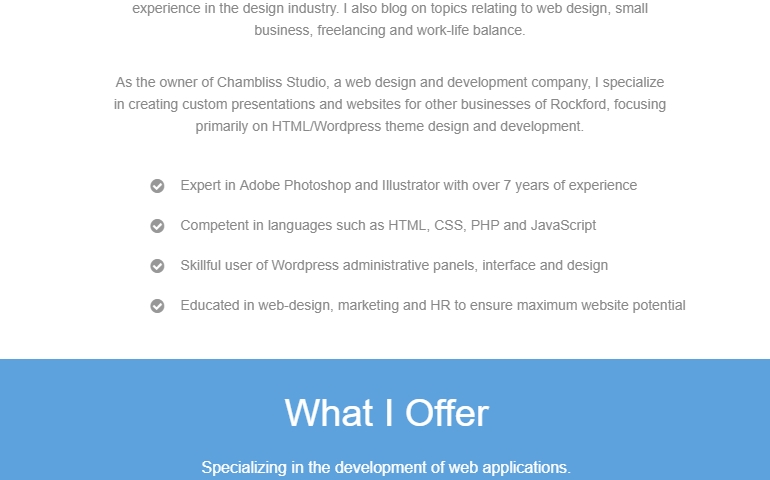 experience in the design industry. I also blog on topics relating to web design, small
business, freelancing and work-life balance.
As the owner of Chambliss Studio, a web design and development company, I specialize
in creating custom presentations and websites for other businesses of Rockford, focusing
primarily on HTML/Wordpress theme design and development.
Expert in Adobe Photoshop and Illustrator with over 7 years of experience
Competent in languages such as HTML, CSS, PHP and JavaScript
Skillful user of Wordpress administrative panels, interface and design
Educated in web-design, marketing and HR to ensure maximum website potential
What I Offer
Specializing in the development of web applications.